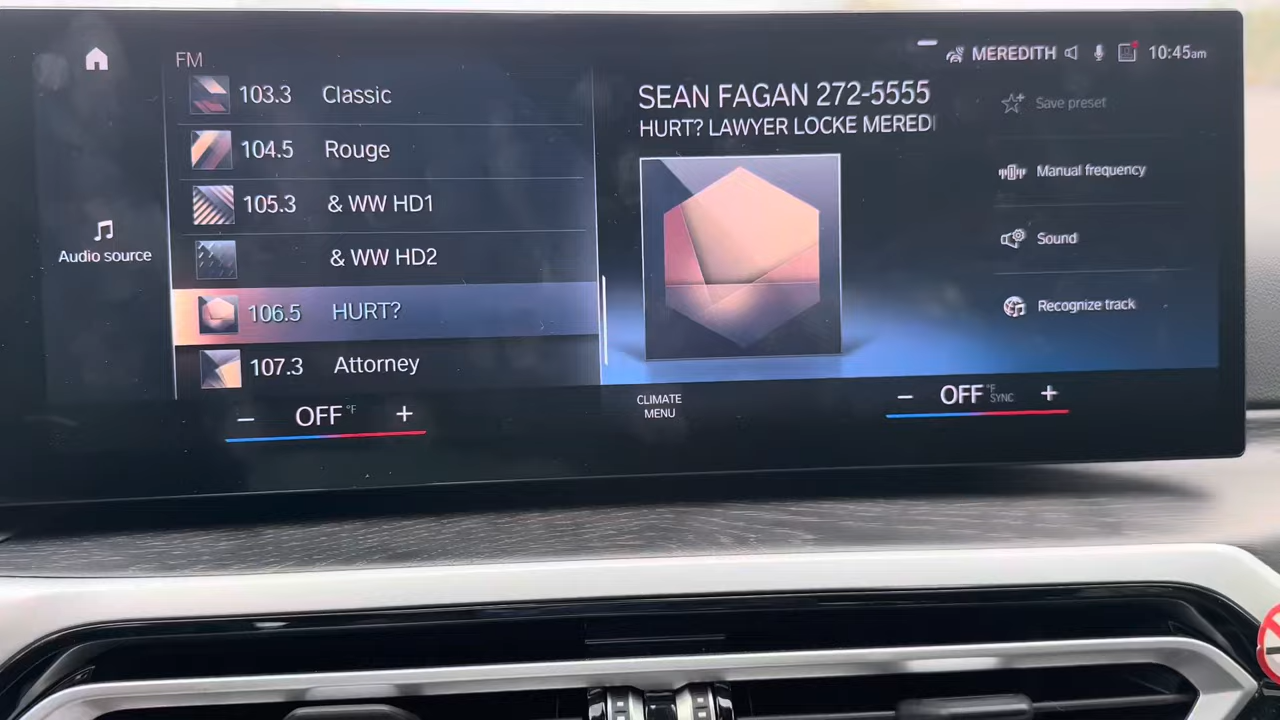 FM
MEREDITH 10:45am
Audio source
103.3 Classic
104.5 Rouge
105.3 & WW HD1
& WW HD2
106.5 HURT?
107.3 Attorney
SEAN FAGAN 272-5555
HURT? LAWYER LOCKE MEREDI
Save preset
Manual frequency
Sound
Recognize track
- OFF °F +
CLIMATE
MENU
- OFF °F SYNC +